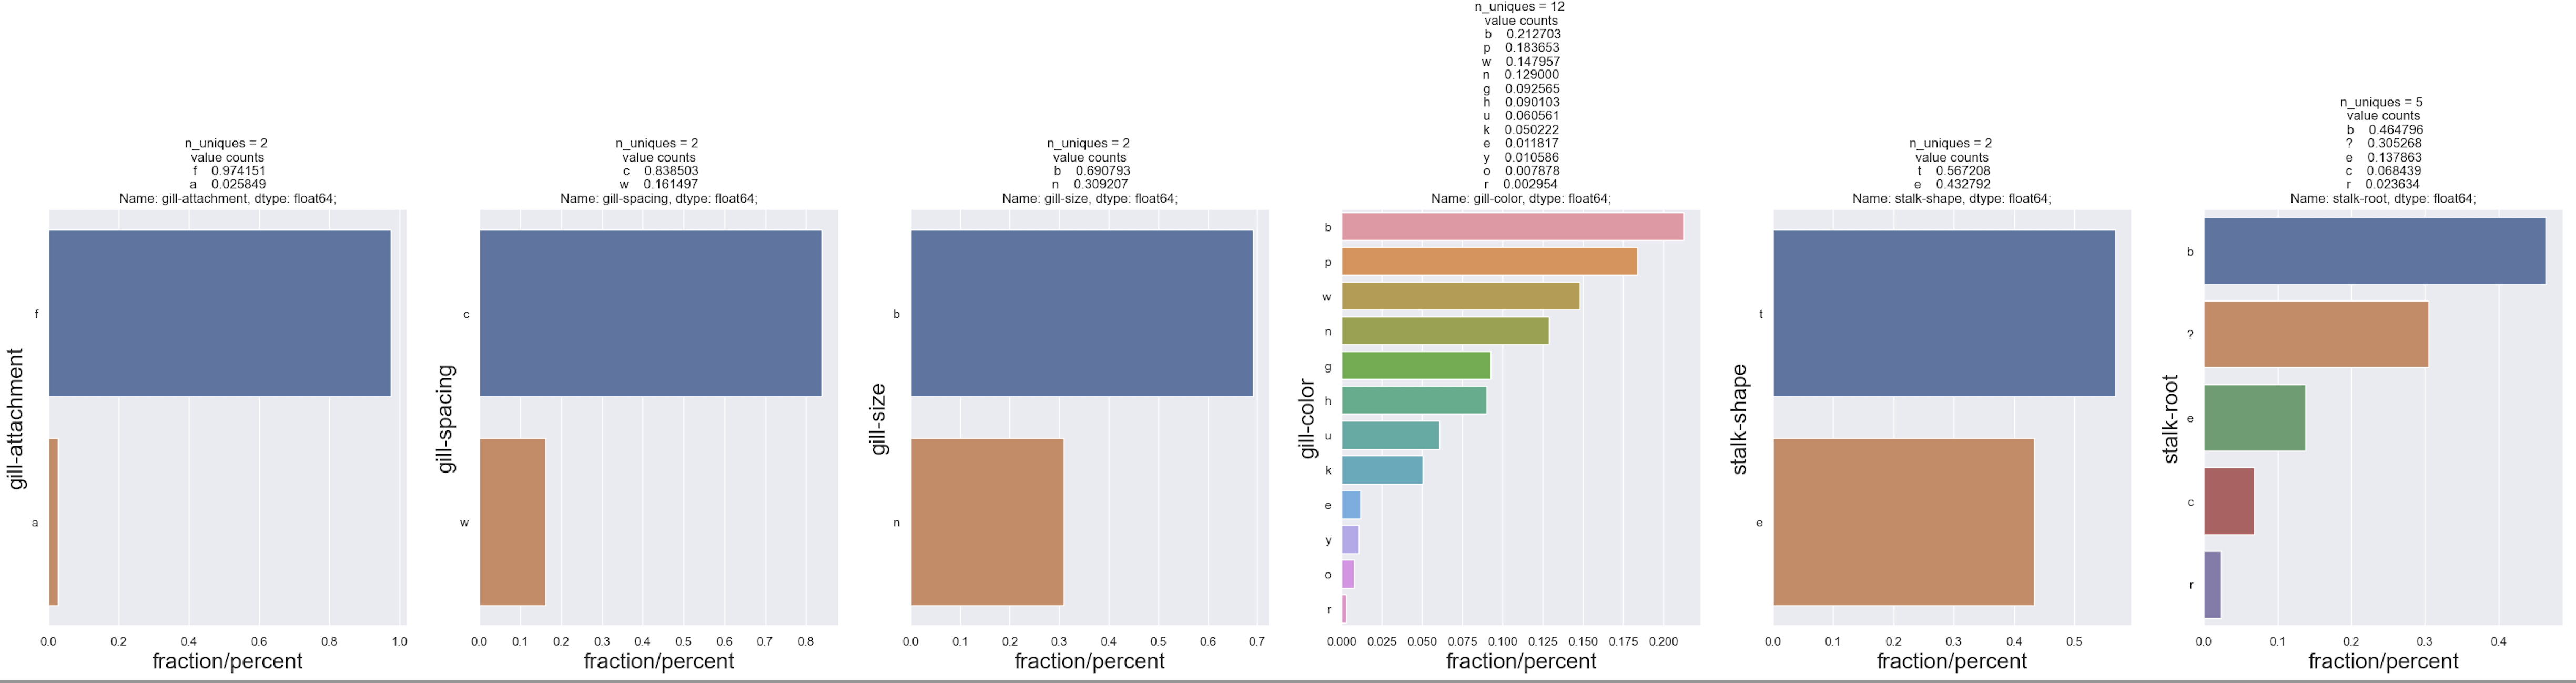 n_uniques = 2
value counts
f 0.974151
a 0.025849
Name: gill-attachment, dtype: float64;
gill-attachment
f
a
0.0 0.2 0.4 0.6 0.8 1.0
fraction/percent
n_uniques = 2
value counts
c 0.838503
w 0.161497
Name: gill-spacing, dtype: float64;
gill-spacing
c
w
0.0 0.1 0.2 0.3 0.4 0.5 0.6 0.7 0.8
fraction/percent
n_uniques = 2
value counts
b 0.690793
n 0.309207
Name: gill-size, dtype: float64;
gill-size
b
n
0.0 0.1 0.2 0.3 0.4 0.5 0.6 0.7
fraction/percent
n_uniques = 12
value counts
b 0.212703
p 0.183653
w 0.147957
n 0.129000
g 0.092565
h 0.090103
u 0.060561
k 0.050222
e 0.011817
y 0.010586
o 0.007878
r 0.002954
Name: gill-color, dtype: float64;
gill-color
b
p
w
n
g
h
u
k
e
y
o
r
0.000 0.025 0.050 0.075 0.100 0.125 0.150 0.175 0.200
fraction/percent
n_uniques = 2
value counts
t 0.567208
e 0.432792
Name: stalk-shape, dtype: float64;
stalk-shape
t
e
0.0 0.1 0.2 0.3 0.4 0.5
fraction/percent
n_uniques = 5
value counts
b 0.464796
? 0.305268
e 0.137863
c 0.068439
r 0.023634
Name: stalk-root, dtype: float64;
stalk-root
b
?
e
c
r
0.0 0.1 0.2 0.3 0.4
fraction/percent